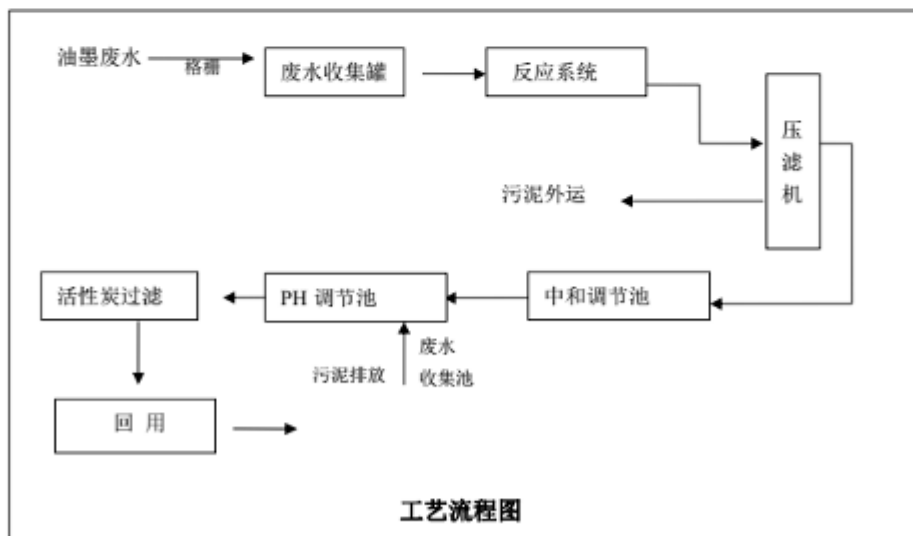 油墨废水
格栅
废水收集罐
反应系统
压
滤
机
污泥外运
活性炭过滤
PH 调节池
中和调节池
污泥排放
废水
收集池
回 用
工艺流程图